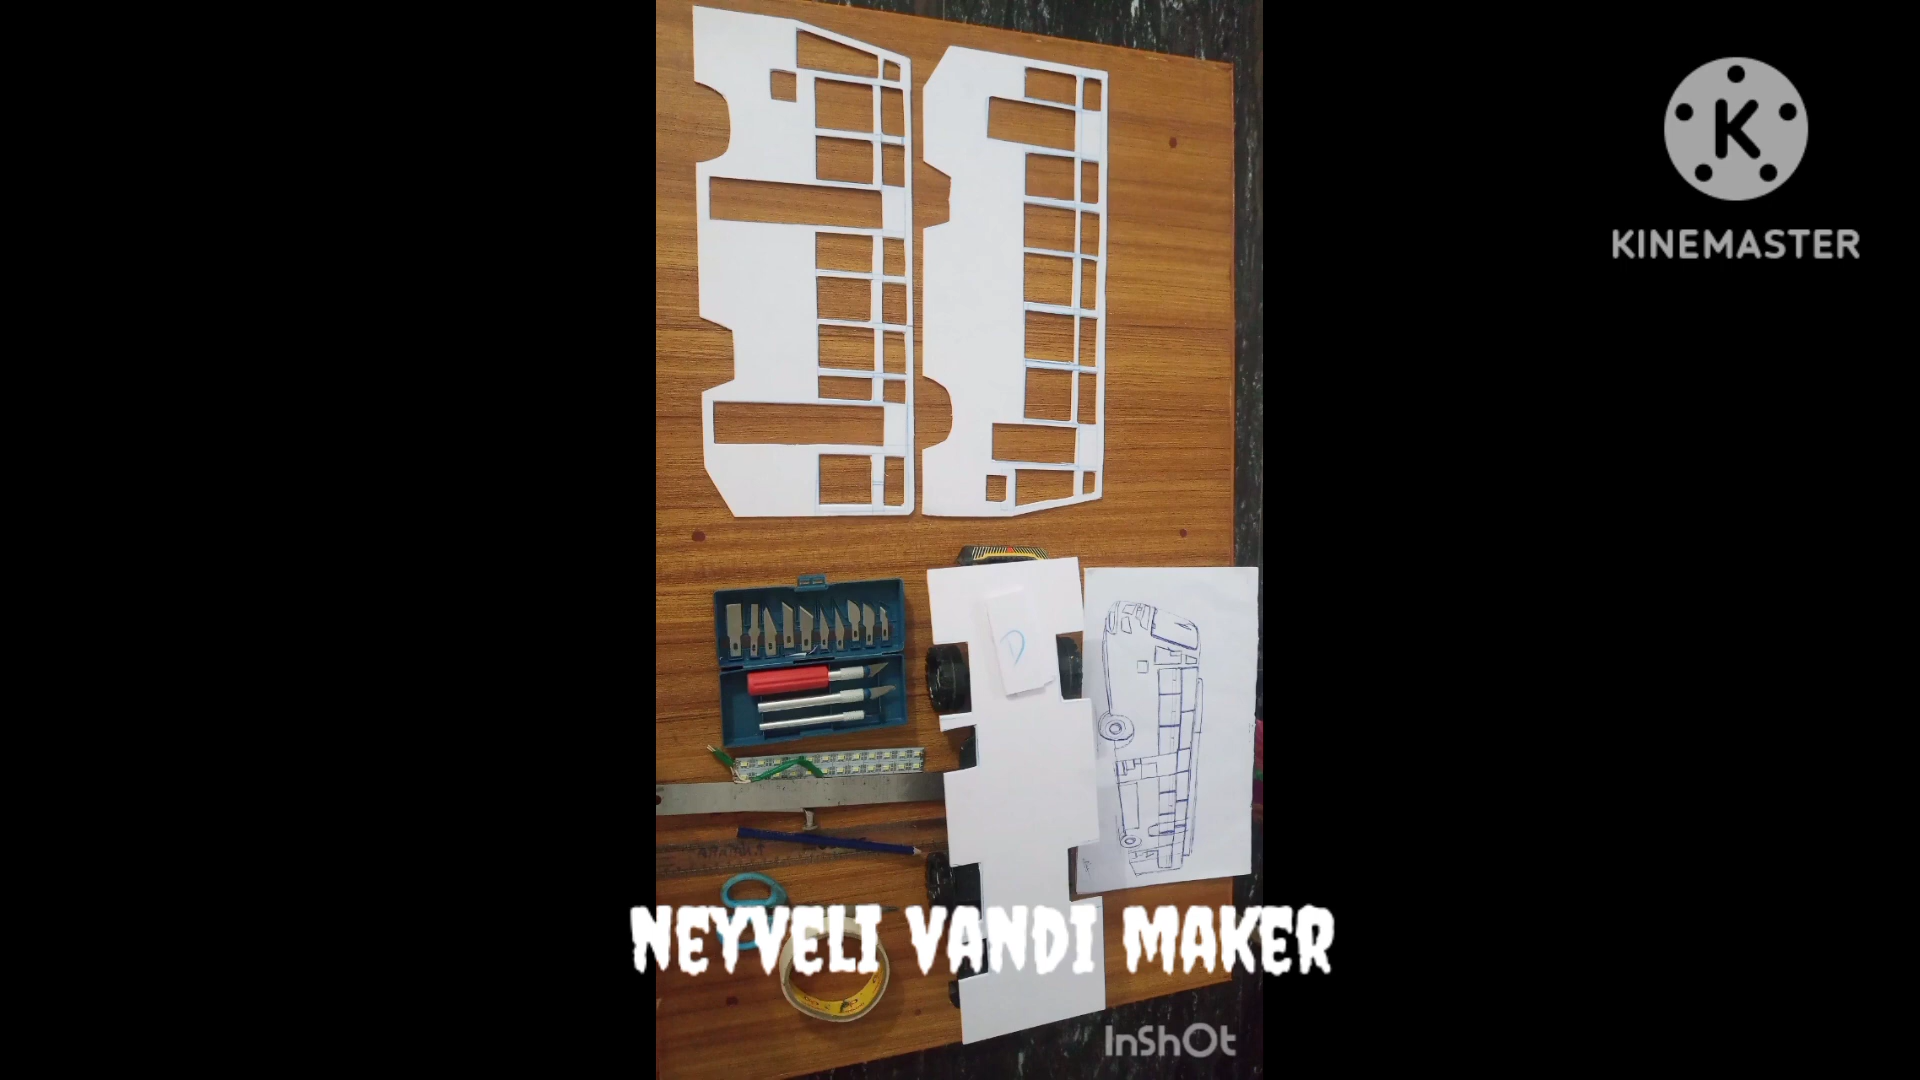 K
KINEMASTER
D
NEYVELI VANDI MAKER
InShOt